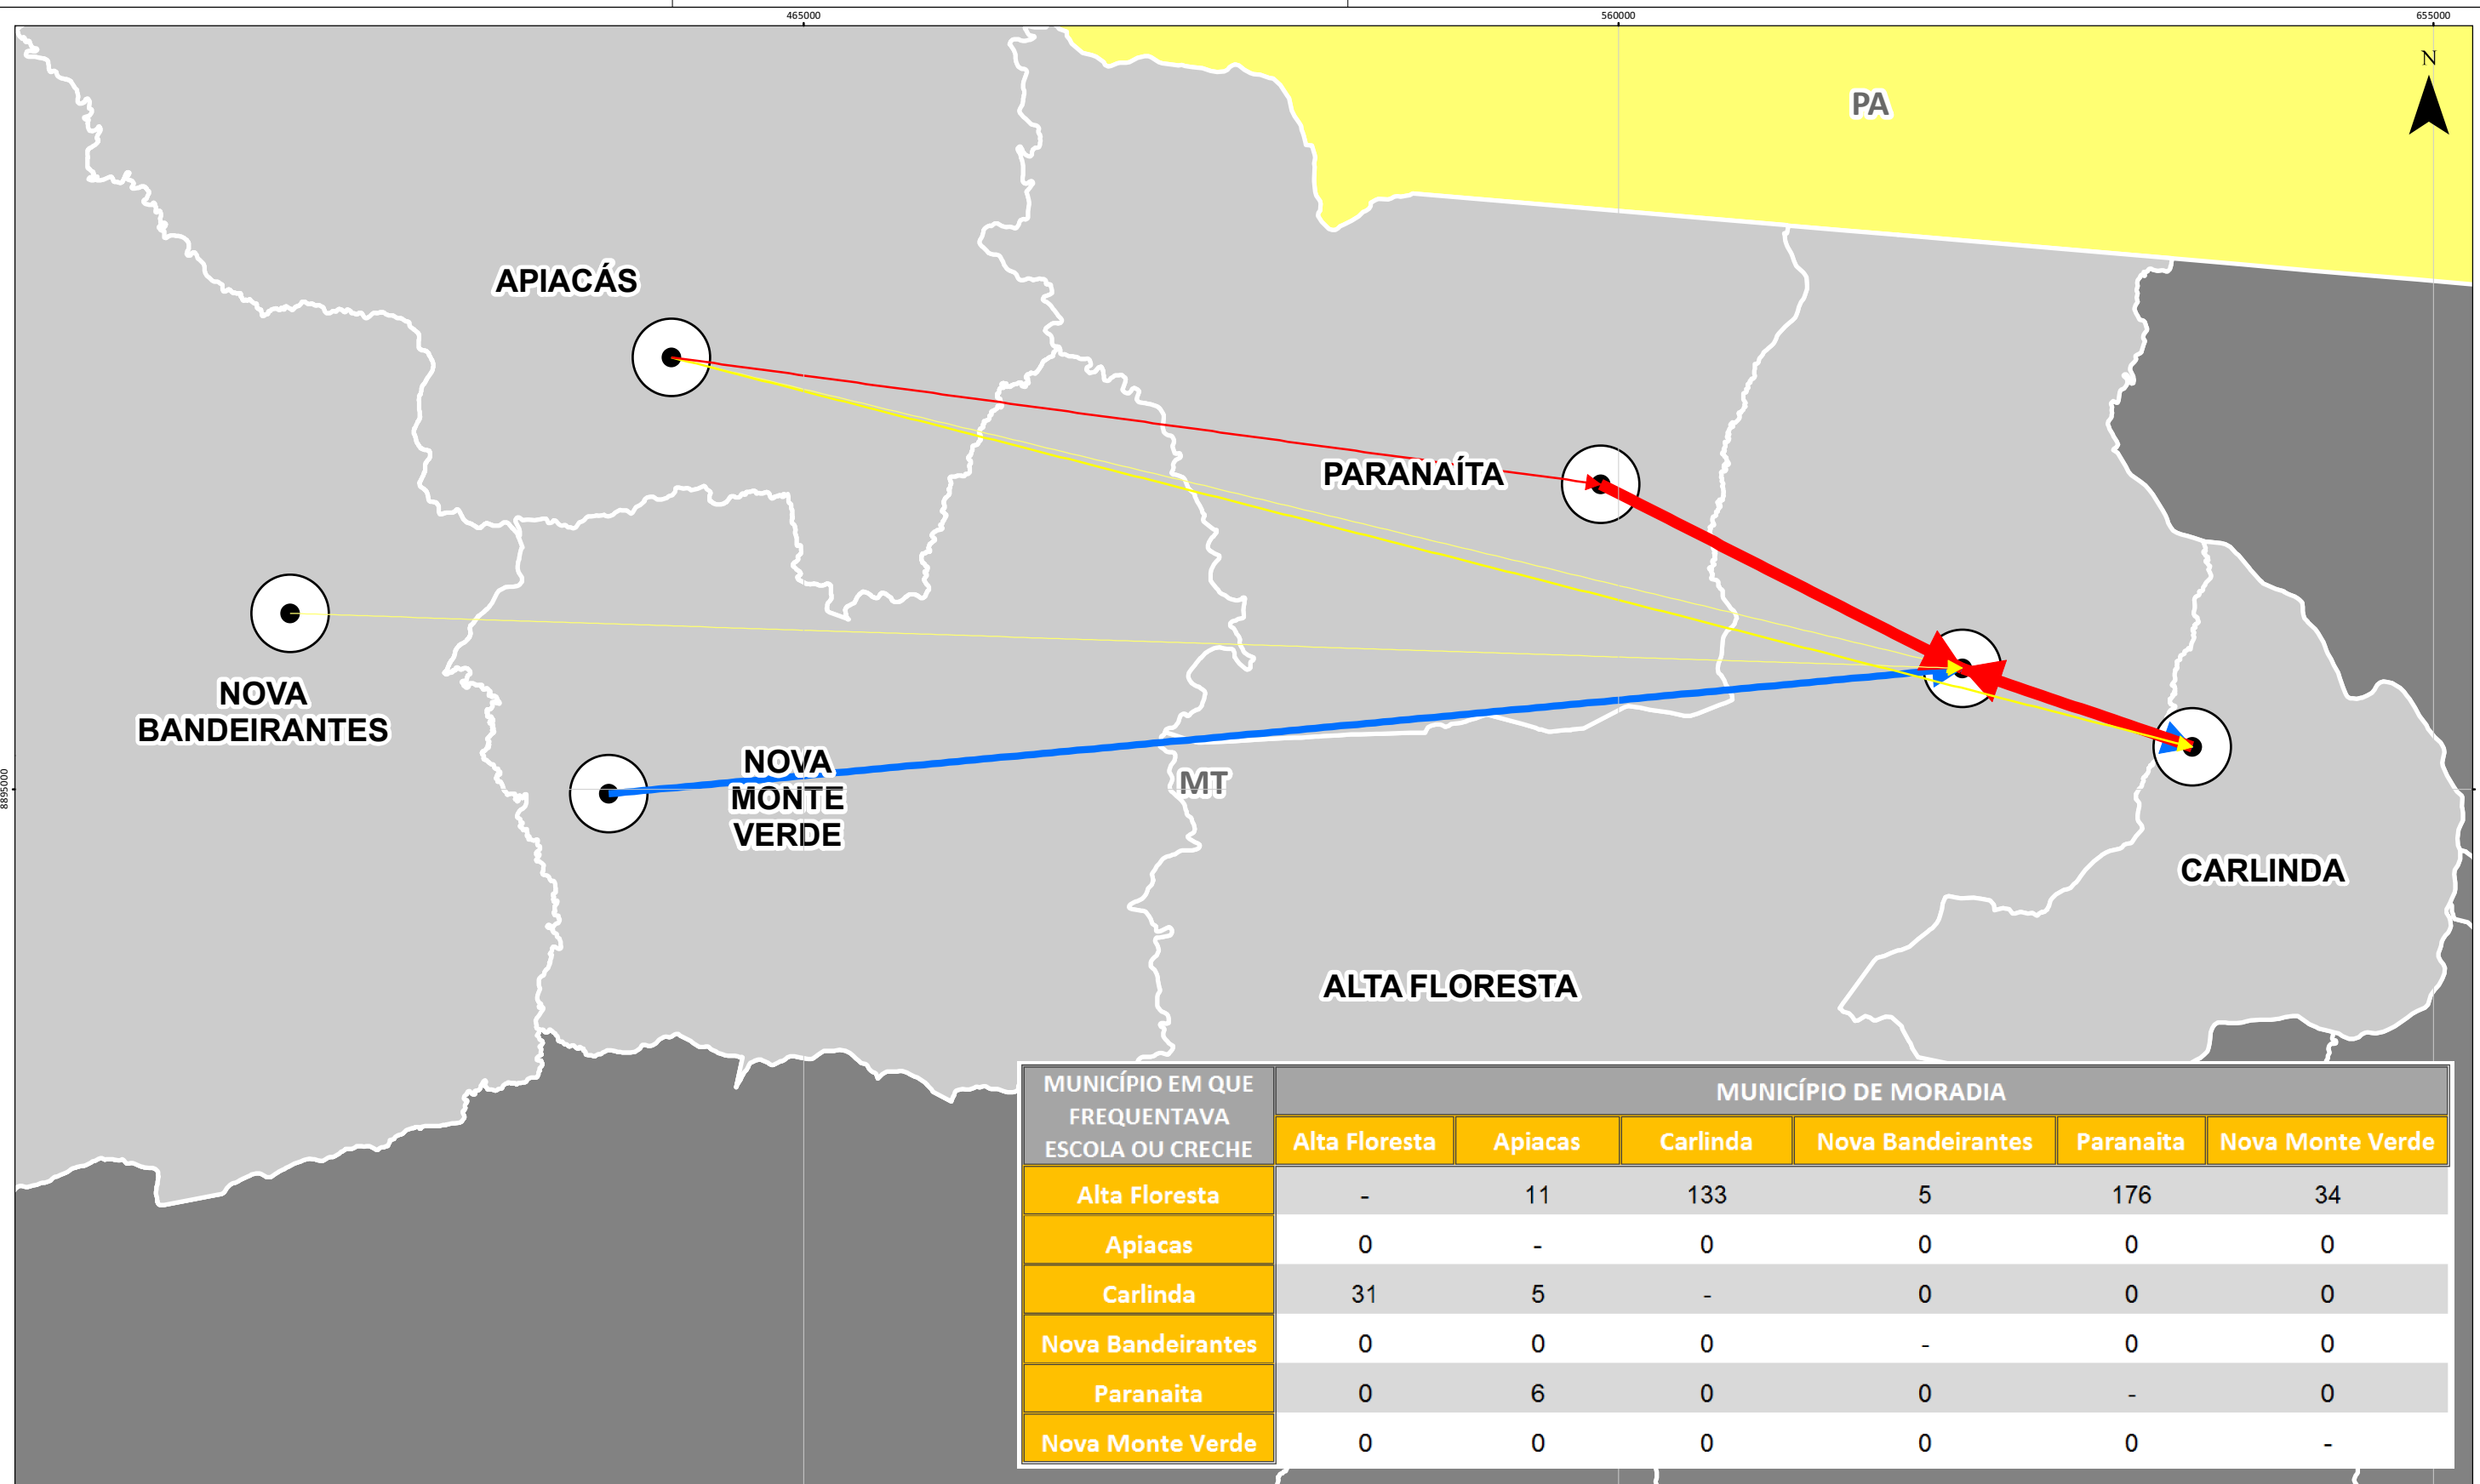 465000
560000
655000
N
PA
APIACÁS
PARANAÍTA
NOVA
BANDEIRANTES
NOVA
MONTE
VERDE
MT
8895000
CARLINDA
ALTA FLORESTA
MUNICÍPIO EM QUE
FREQUENTAVA
ESCOLA OU CRECHE
MUNICÍPIO DE MORADIA
Alta Floresta Apiacas Carlinda Nova Bandeirantes Paranaita Nova Monte Verde
Alta Floresta - 11 133 5 176 34
Apiacas 0 - 0 0 0 0
Carlinda 31 5 - 0 0 0
Nova Bandeirantes 0 0 0 - 0 0
Paranaita 0 6 0 0 - 0
Nova Monte Verde 0 0 0 0 0 -